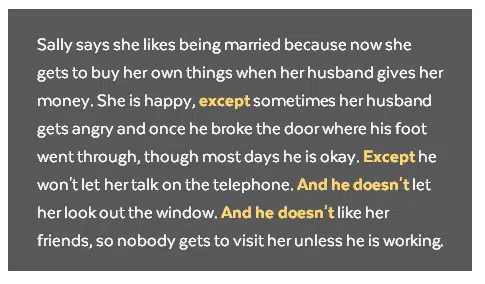 Sally says she likes being married because now she
gets to buy her own things when her husband gives her
money. She is happy, except sometimes her husband
gets angry and once he broke the door where his foot
went through, though most days he is okay. Except he
won't let her talk on the telephone. And he doesn't let
her look out the window. And he doesn't like her
friends, so nobody gets to visit her unless he is working.